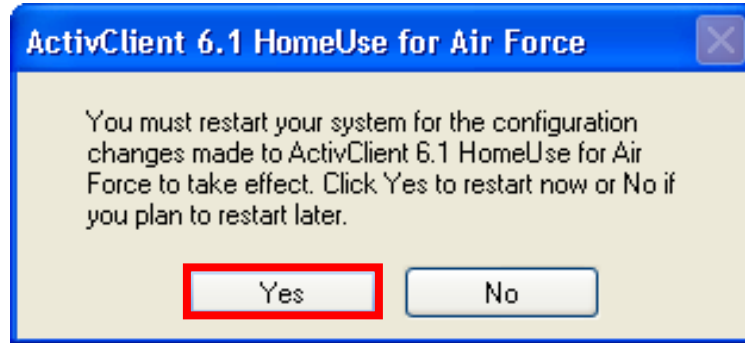 ActivClient 6.1 HomeUse for Air Force
You must restart your system for the configuration
changes made to ActivClient 6.1 HomeUse for Air
Force to take effect. Click Yes to restart now or No if
you plan to restart later.
Yes No